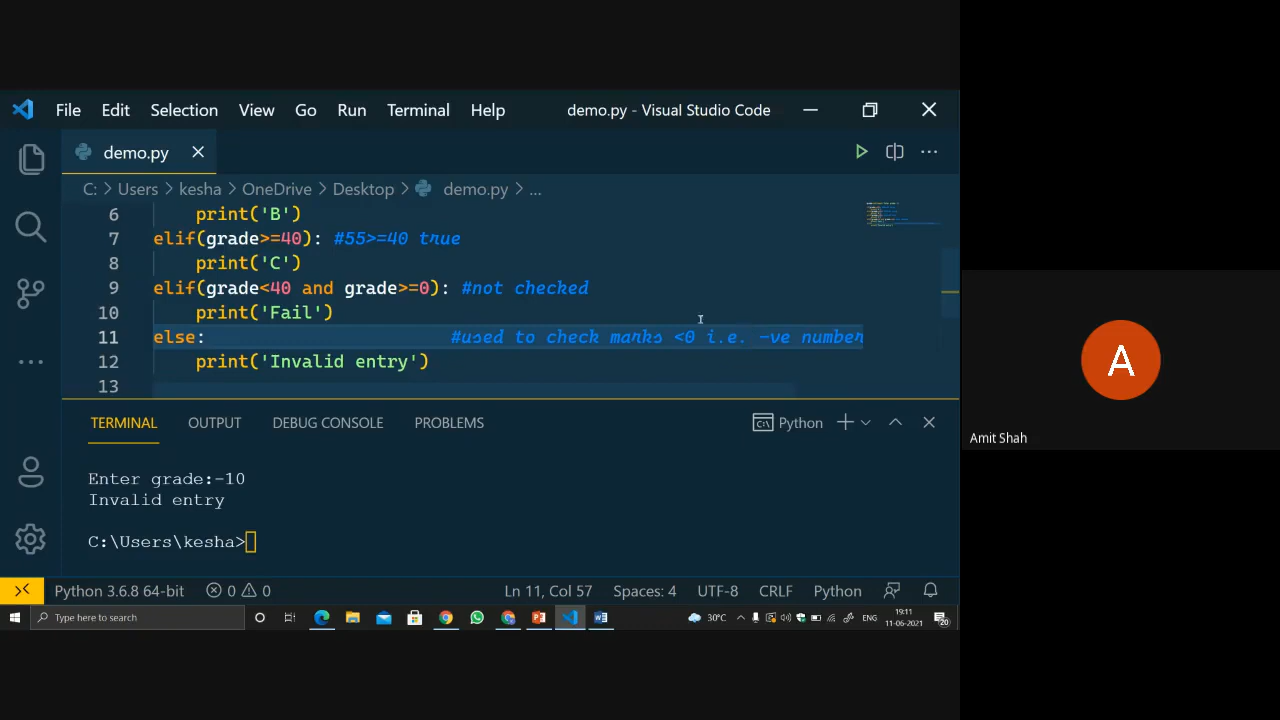 File Edit Selection View Go Run Terminal Help demo.py - Visual Studio Code
demo.py
C: > Users > kesha > OneDrive > Desktop > demo.py > ...
6 print('B')
7 elif(grade>=40): #55>=40 true
8 print('C')
9 elif(grade<40 and grade>=0): #not checked
10 print('Fail')
11 else: #used to check marks <0 i.e. -ve number
12 print('Invalid entry')
13
TERMINAL OUTPUT DEBUG CONSOLE PROBLEMS Python
Enter grade:-10
Invalid entry
C:\Users\kesha>
Python 3.6.8 64-bit 0 0 Ln 11, Col 57 Spaces: 4 UTF-8 CRLF Python
Type here to search 30°C ENG 19:11
11-06-2021 20
A
Amit Shah